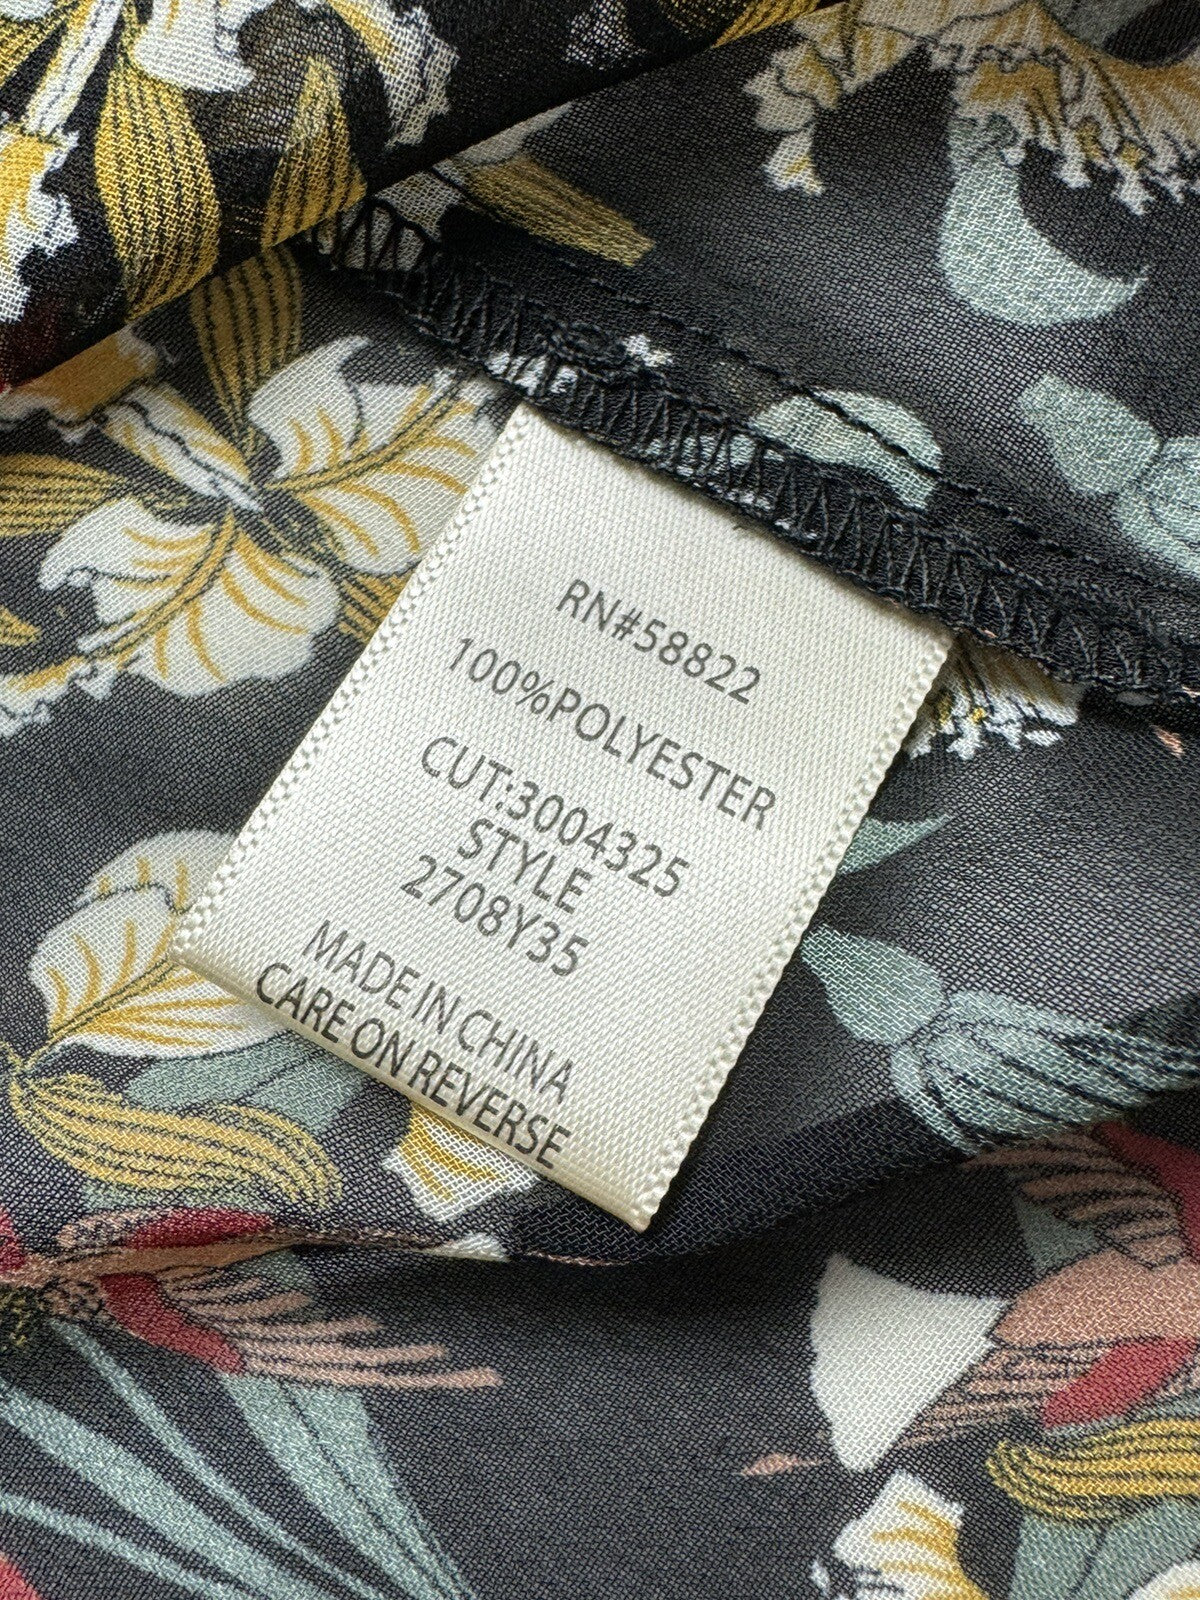 RN#58822
100%POLYESTER
CUT:3004325
STYLE
2708Y35
MADE IN CHINA
CARE ON REVERSE